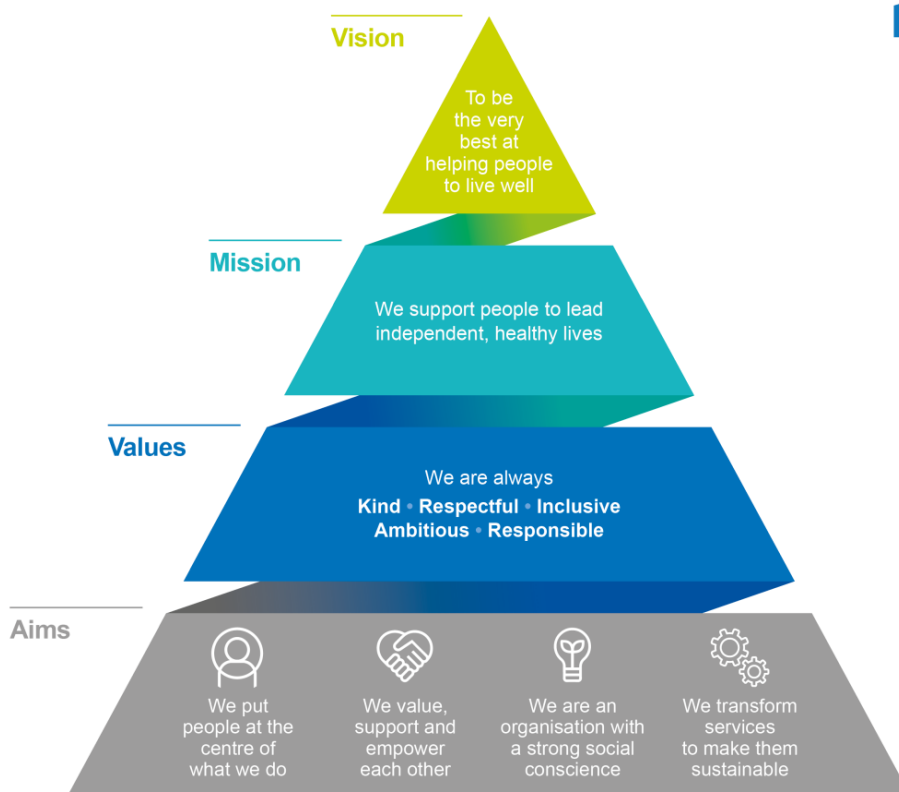 Vision
To be
the very
best at
helping people
to live well
Mission
We support people to lead
independent, healthy lives
Values
We are always
Kind • Respectful • Inclusive
Ambitious • Responsible
Aims
We put
people at the
centre of
what we do
We value,
support and
empower
each other
We are an
organisation with
a strong social
conscience
We transform
services
to make them
sustainable